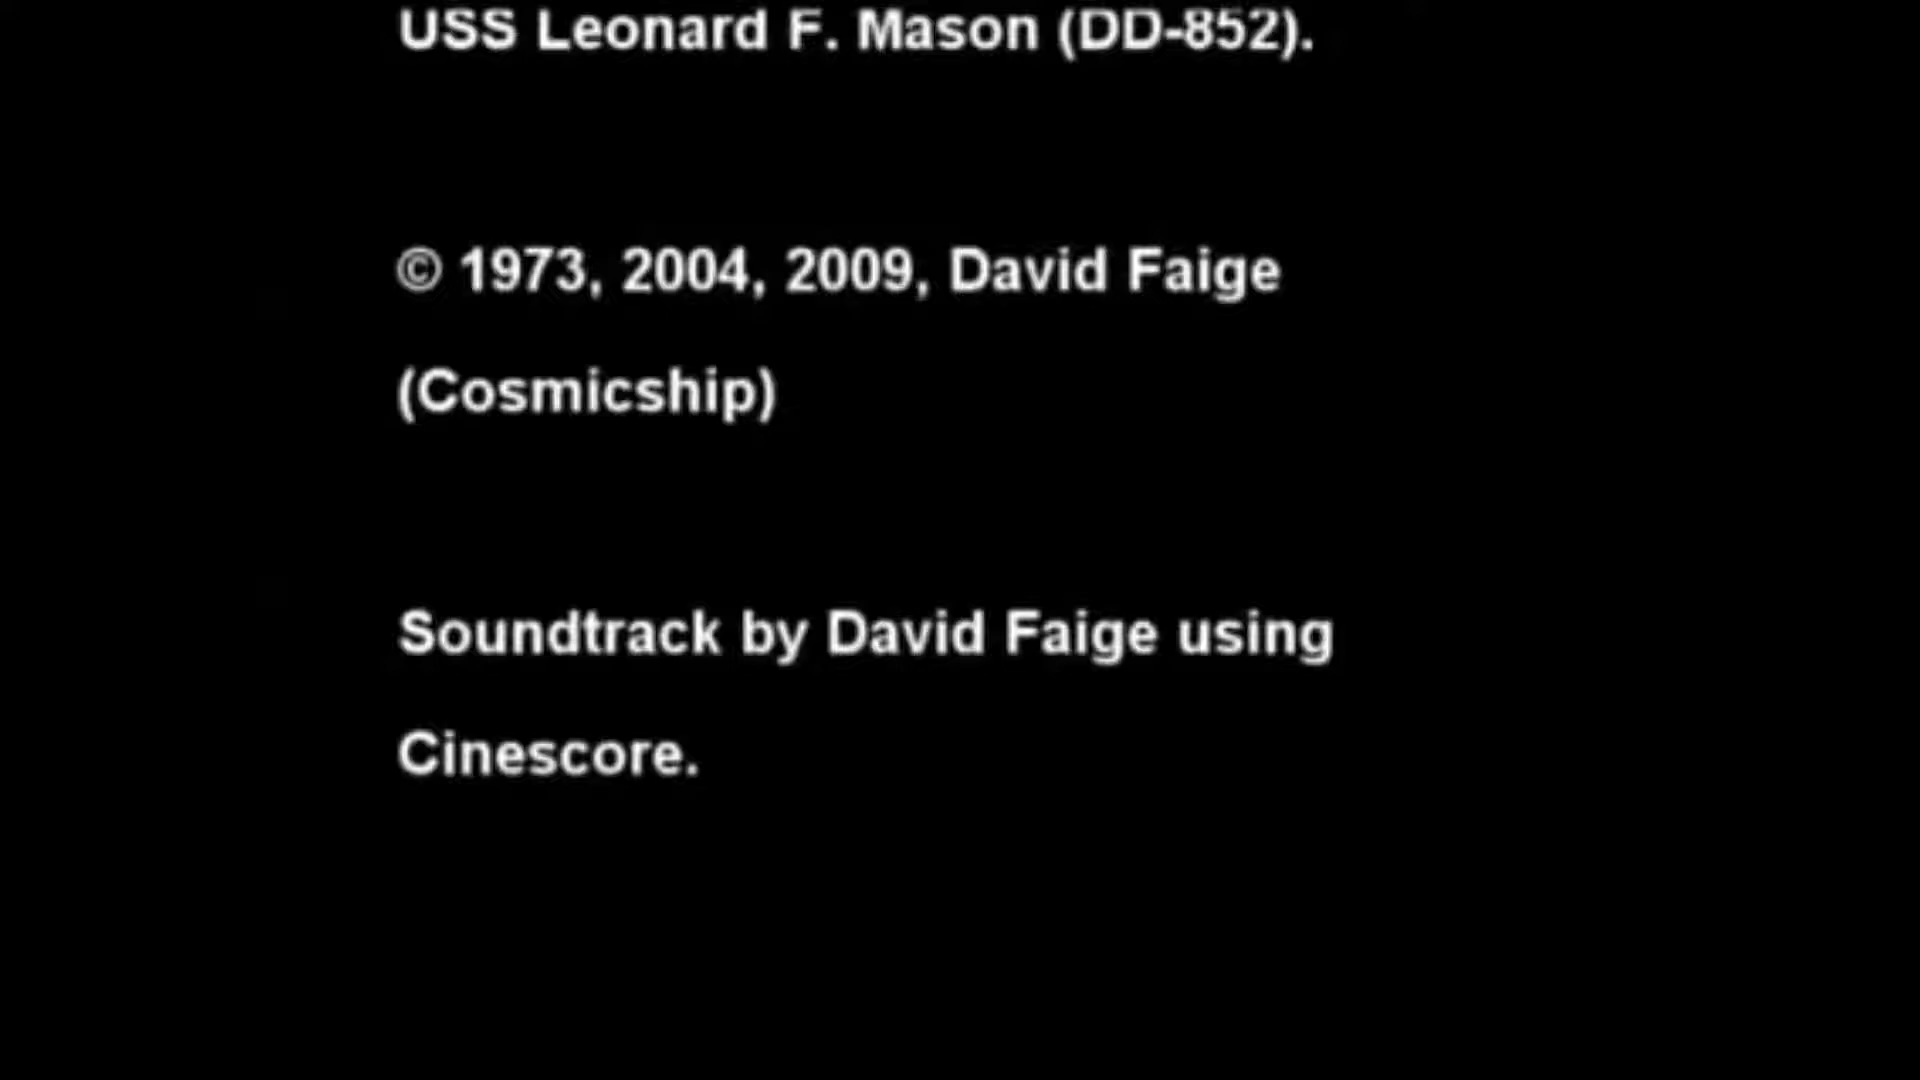 USS Leonard F. Mason (DD-852).
© 1973, 2004, 2009, David Faige
(Cosmicship)
Soundtrack by David Faige using
Cinescore.